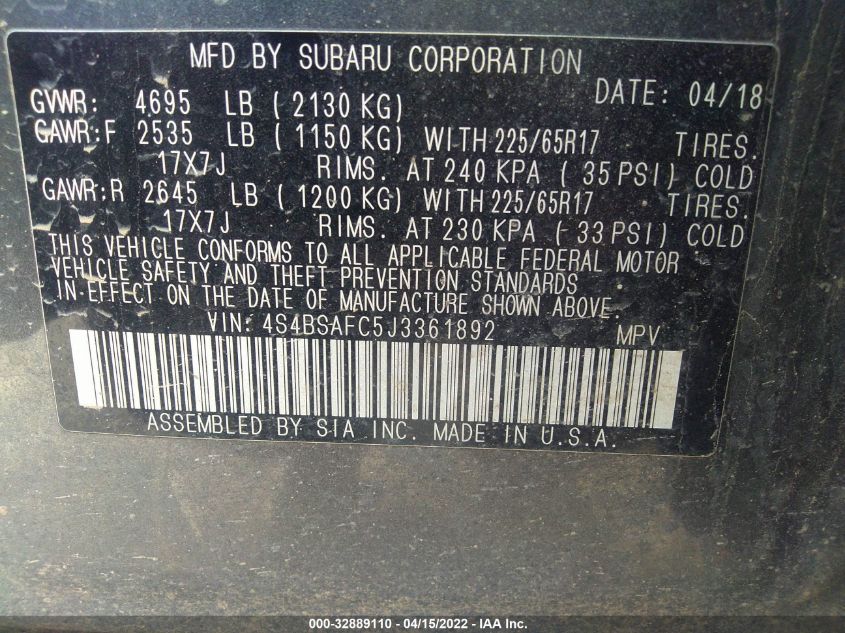 MFD BY SUBARU CORPORATION
DATE: 04/18
GVWR: 4695 LB ( 2130 KG)
GAWR:F 2535 LB ( 1150 KG) WITH 225/65R17 TIRES.
17X7J RIMS. AT 240 KPA ( 35 PSI) COLD
GAWR:R 2645 LB ( 1200 KG) WITH 225/65R17 TIRES.
17X7J RIMS. AT 230 KPA ( 33 PSI) COLD
THIS VEHICLE CONFORMS TO ALL APPLICABLE FEDERAL MOTOR
VEHICLE SAFETY AND THEFT PREVENTION STANDARDS
IN EFFECT ON THE DATE OF MANUFACTURE SHOWN ABOVE.
VIN: 4S4BSAFC5J3361892 MPV
ASSEMBLED BY SIA INC. MADE IN U.S.A.
000-32889110 - 04/15/2022 - IAA Inc.